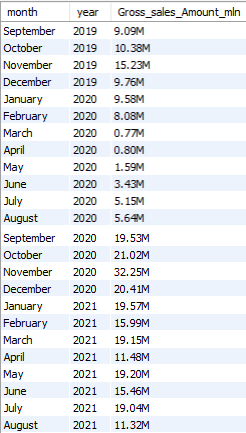 month year Gross_sales_Amount_mln
September 2019 9.09M
October 2019 10.38M
November 2019 15.23M
December 2019 9.76M
January 2020 9.58M
February 2020 8.08M
March 2020 0.77M
April 2020 0.80M
May 2020 1.59M
June 2020 3.43M
July 2020 5.15M
August 2020 5.64M
September 2020 19.53M
October 2020 21.02M
November 2020 32.25M
December 2020 20.41M
January 2021 19.57M
February 2021 15.99M
March 2021 19.15M
April 2021 11.48M
May 2021 19.20M
June 2021 15.46M
July 2021 19.04M
August 2021 11.32M